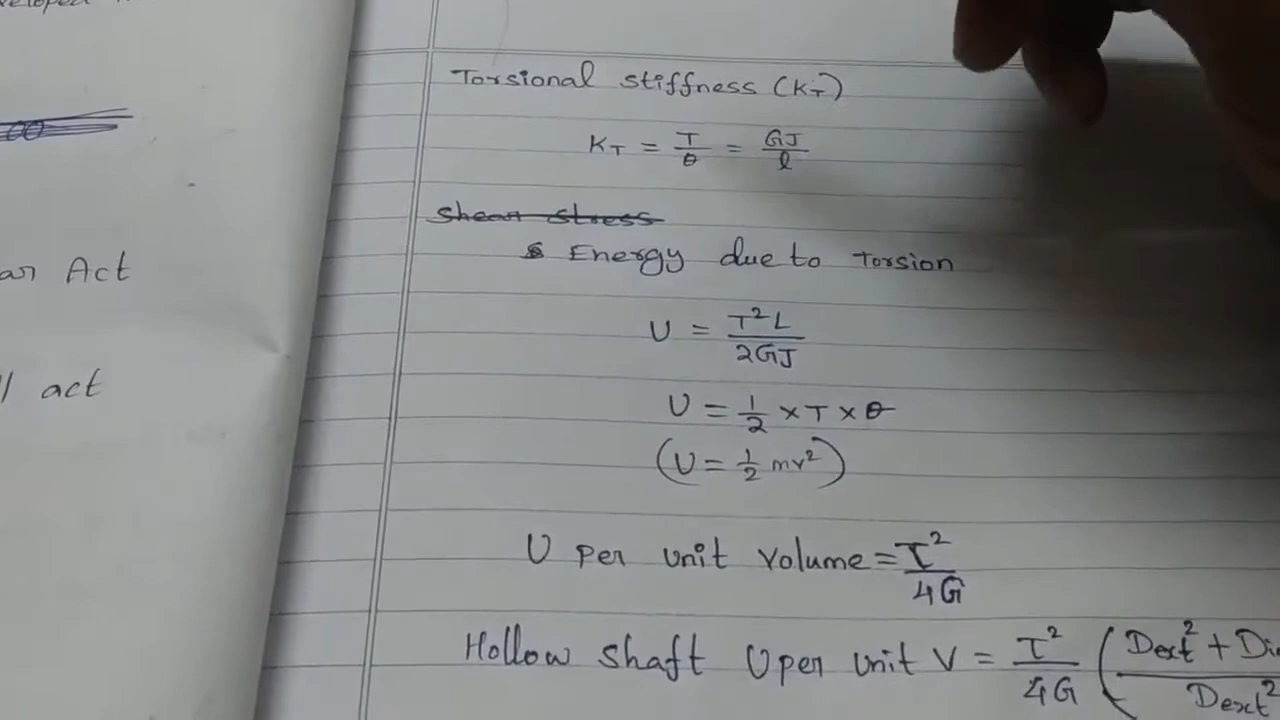 Act
act
Torsional stiffness (KT)
KT = T/θ = GJ/l
Shear stress
Energy due to Torsion
U = T²L/2GJ
U = 1/2 × T × θ
(U = 1/2 mv²)
U Per unit volume = τ²/4G
Hollow shaft U per unit V = τ²/4G (Dext² + / Dext²